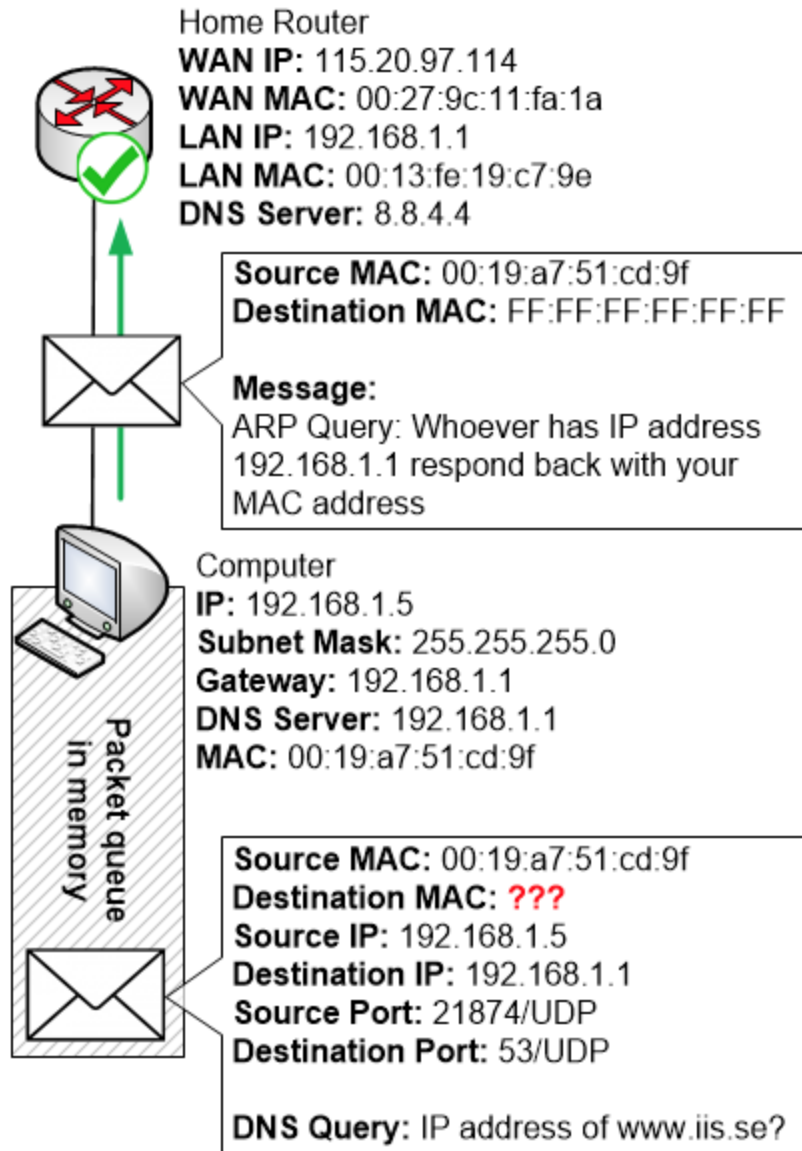 Home Router
WAN IP: 115.20.97.114
WAN MAC: 00:27:9c:11:fa:1a
LAN IP: 192.168.1.1
LAN MAC: 00:13:fe:19:c7:9e
DNS Server: 8.8.4.4
Source MAC: 00:19:a7:51:cd:9f
Destination MAC: FF:FF:FF:FF:FF:FF
Message:
ARP Query: Whoever has IP address
192.168.1.1 respond back with your
MAC address
Computer
IP: 192.168.1.5
Subnet Mask: 255.255.255.0
Gateway: 192.168.1.1
DNS Server: 192.168.1.1
MAC: 00:19:a7:51:cd:9f
Packet queue
in memory
Source MAC: 00:19:a7:51:cd:9f
Destination MAC: ???
Source IP: 192.168.1.5
Destination IP: 192.168.1.1
Source Port: 21874/UDP
Destination Port: 53/UDP
DNS Query: IP address of www.iis.se?